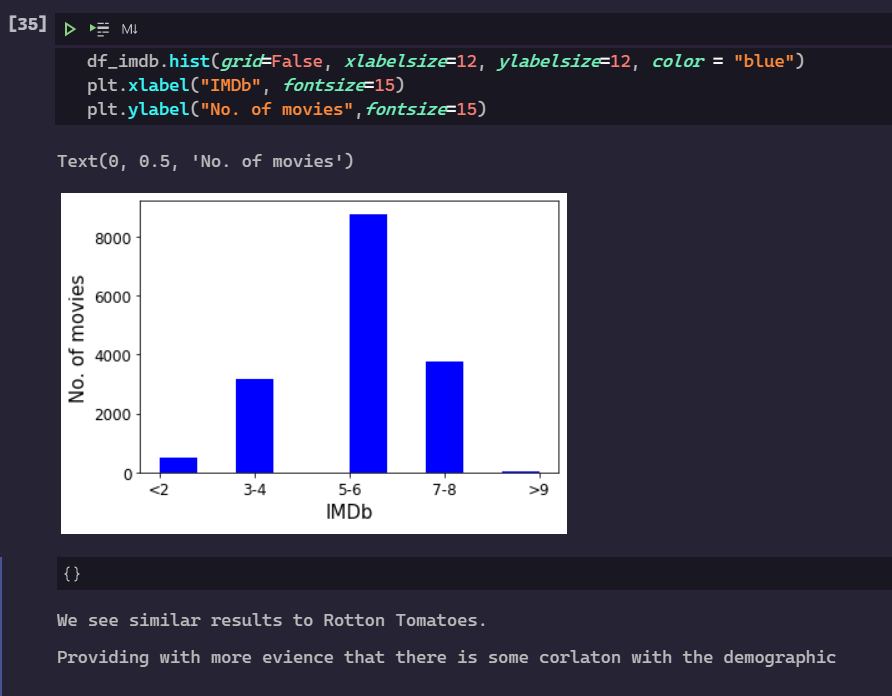 [35]
M↓
df_imdb.hist(grid=False, xlabelsize=12, ylabelsize=12, color = "blue")
plt.xlabel("IMDb", fontsize=15)
plt.ylabel("No. of movies",fontsize=15)
Text(0, 0.5, 'No. of movies')
8000
6000
4000
2000
0
No. of movies
<2 3-4 5-6 7-8 >9
IMDb
{}
We see similar results to Rotton Tomatoes.
Providing with more evience that there is some corlaton with the demographic